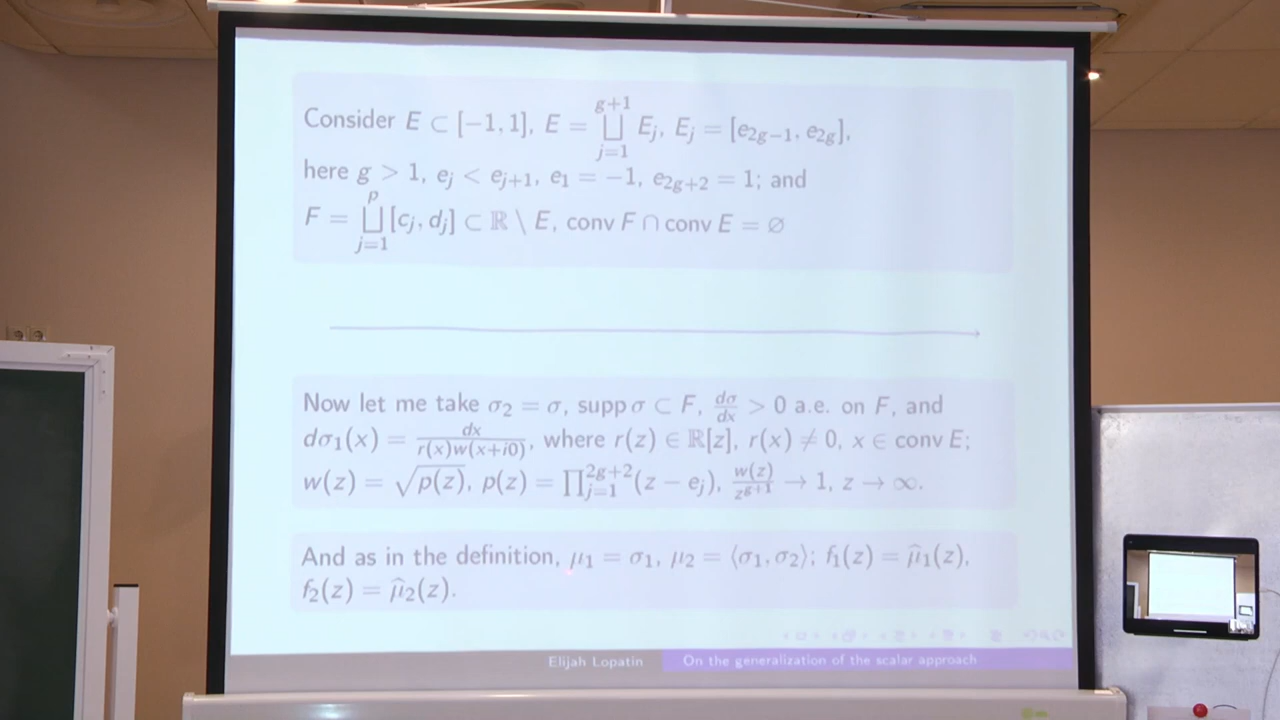 Consider E ⊂ [−1, 1], E = ⊔_{j=1}^{g+1} E_j, E_j = [e_{2g−1}, e_{2g}],
here g > 1, e_j < e_{j+1}, e_1 = −1, e_{2g+2} = 1; and
F = ⊔_{j=1}^{p} [c_j, d_j] ⊂ ℝ \ E, conv F ∩ conv E = ∅
Now let me take σ_2 = σ, supp σ ⊂ F, dσ/dx > 0 a.e. on F, and
dσ_1(x) = dx/(r(x)w(x+i0)), where r(z) ∈ ℝ[z], r(x) ≠ 0, x ∈ conv E;
w(z) = √p(z), p(z) = ∏_{j=1}^{2g+2}(z − e_j), w(z)/z^{g+1} → 1, z → ∞.
And as in the definition, μ_1 = σ_1, μ_2 = ⟨σ_1, σ_2⟩; f_1(z) = μ̂_1(z),
f_2(z) = μ̂_2(z).
Elijah Lopatin On the generalization of the scalar approach